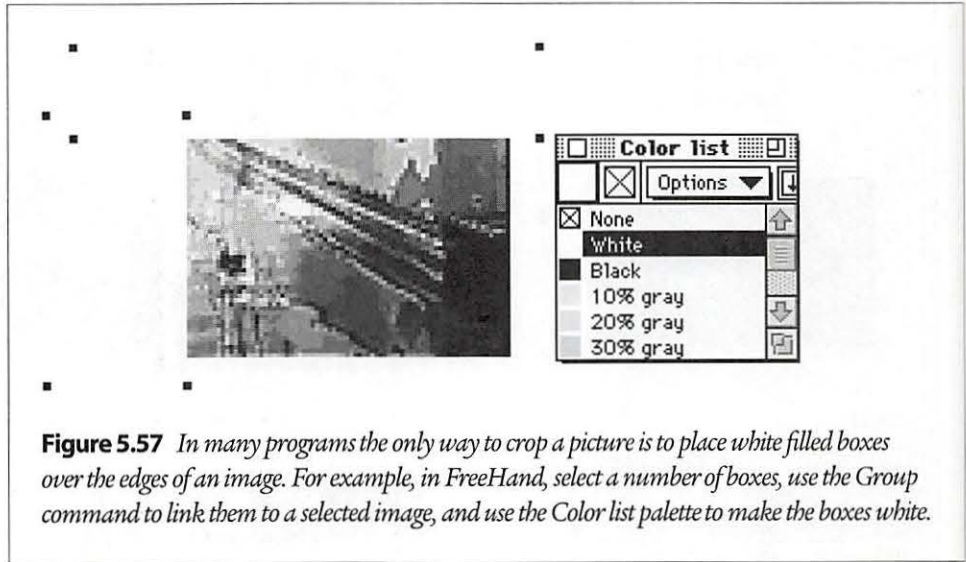 Color list
Options
None
White
Black
10% gray
20% gray
30% gray
Figure 5.57 In many programs the only way to crop a picture is to place white filled boxes
over the edges of an image. For example, in FreeHand, select a number of boxes, use the Group
command to link them to a selected image, and use the Color list palette to make the boxes white.